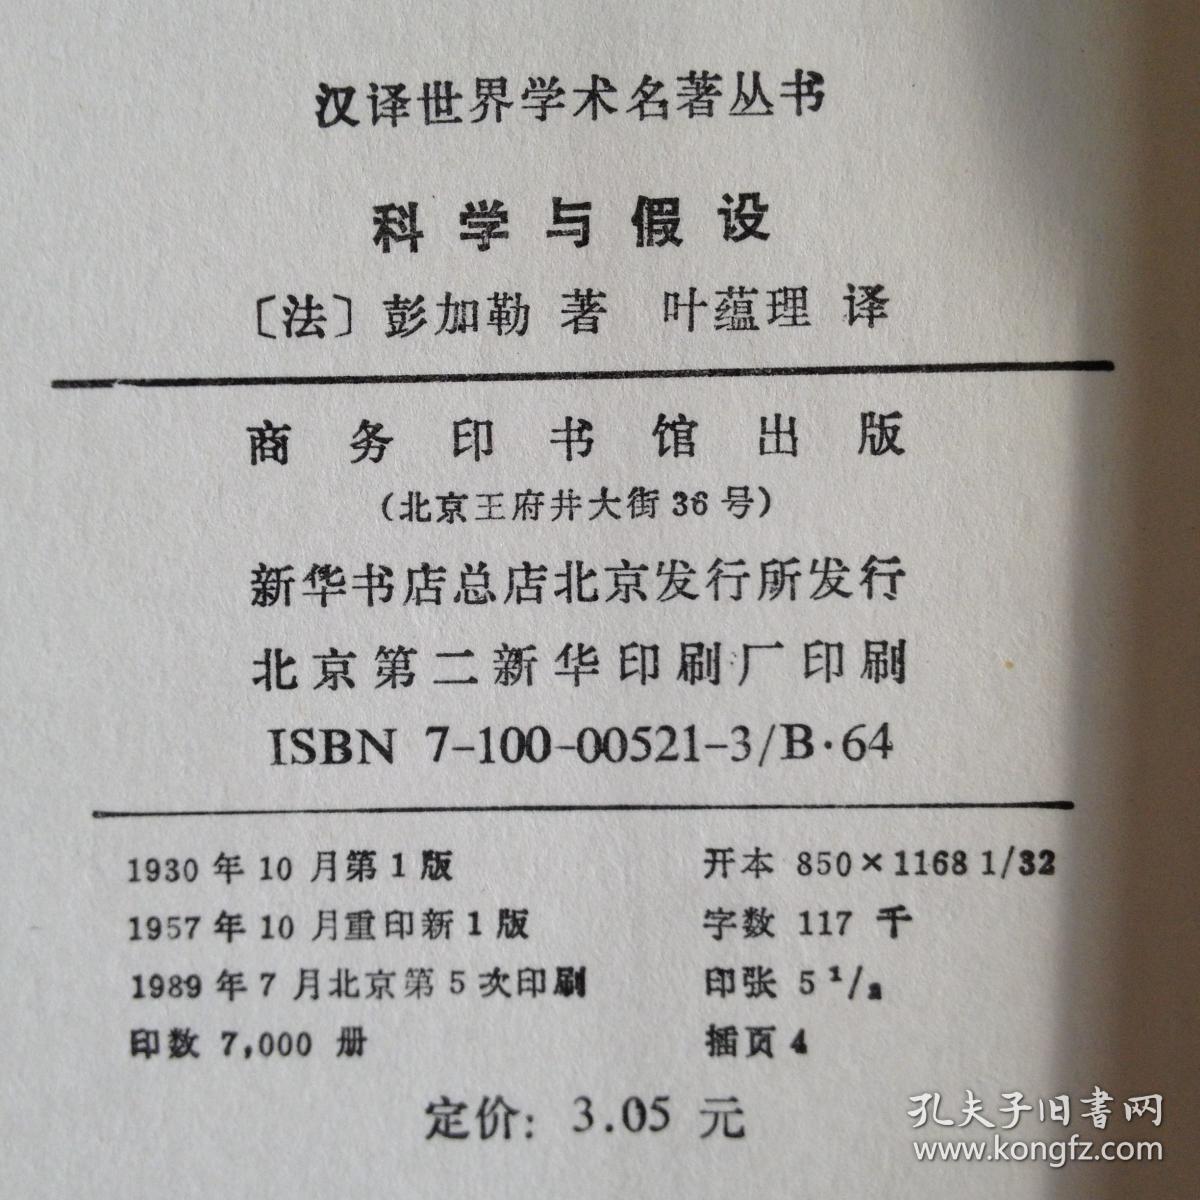 汉译世界学术名著丛书
科学与假设
〔法〕彭加勒 著 叶蕴理 译
商务印书馆出版
（北京王府井大街36号）
新华书店总店北京发行所发行
北京第二新华印刷厂印刷
ISBN 7-100-00521-3/B·64
1930年10月第1版 开本 850×1168 1/32
1957年10月重印新1版 字数 117 千
1989年7月北京第5次印刷 印张 5 1/2
印数 7,000 册 插页 4
定价：3.05 元
孔夫子旧书网
www.kongfz.com